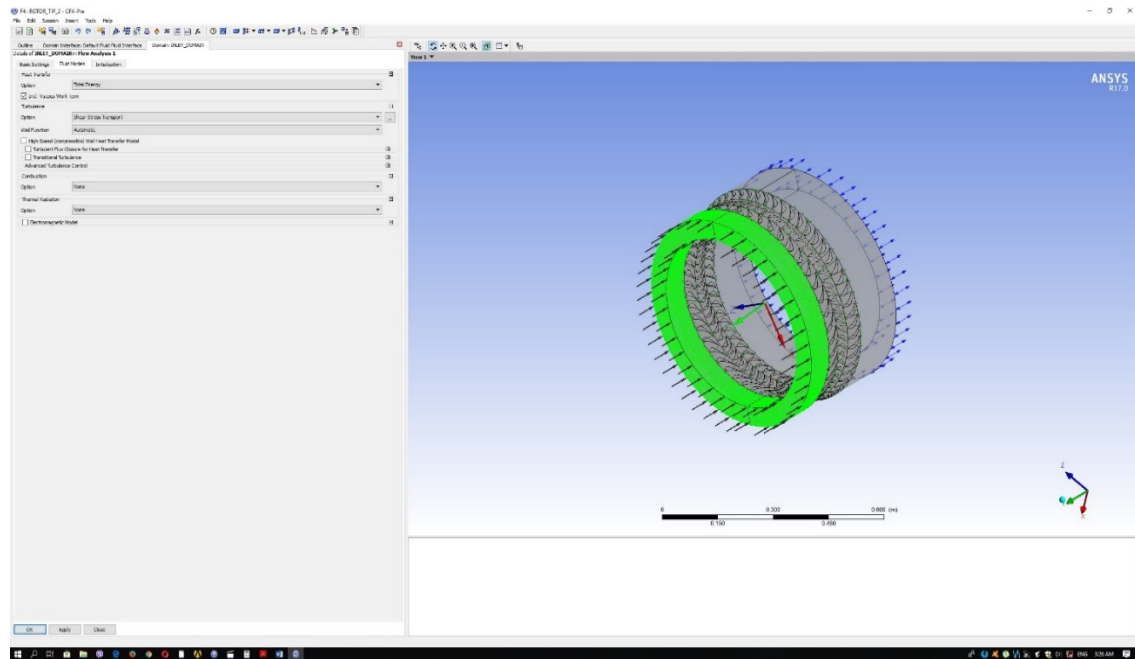 F4_ROTOR_TIP_2 - CFX-Pre
File Edit Session Insert Tools Help
Outline Domain Interface: Default Fluid Fluid Interface Domain: INLET_DOMAIN
Details of INLET_DOMAIN in Flow Analysis 1
Basic Settings Fluid Models Initialization
Heat Transfer
Option Total Energy
Incl. Viscous Work Term
Turbulence
Option Shear Stress Transport
Wall Function Automatic
High Speed (compressible) Wall Heat Transfer Model
Turbulent Flux Closure for Heat Transfer
Transitional Turbulence
Advanced Turbulence Control
Combustion
Option None
Thermal Radiation
Option None
Electromagnetic Model
OK Apply Close
View 1
ANSYS
R17.0
Z
X
0 0.300 0.600 (m)
0.150 0.450
ENG 3:28 AM